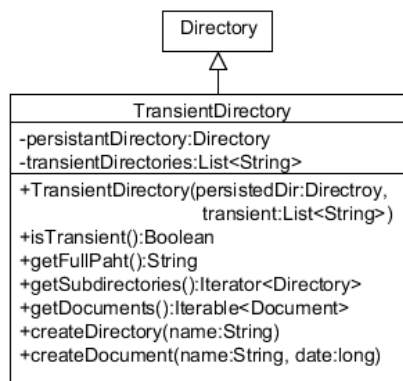 Directory
TransientDirectory
-persistantDirectory:Directory
-transientDirectories:List<String>
+TransientDirectory(persistedDir:Directroy,
transient:List<String>)
+isTransient():Boolean
+getFullPaht():String
+getSubdirectories():Iterator<Directory>
+getDocuments():Iterable<Document>
+createDirectory(name:String)
+createDocument(name:String, date:long)